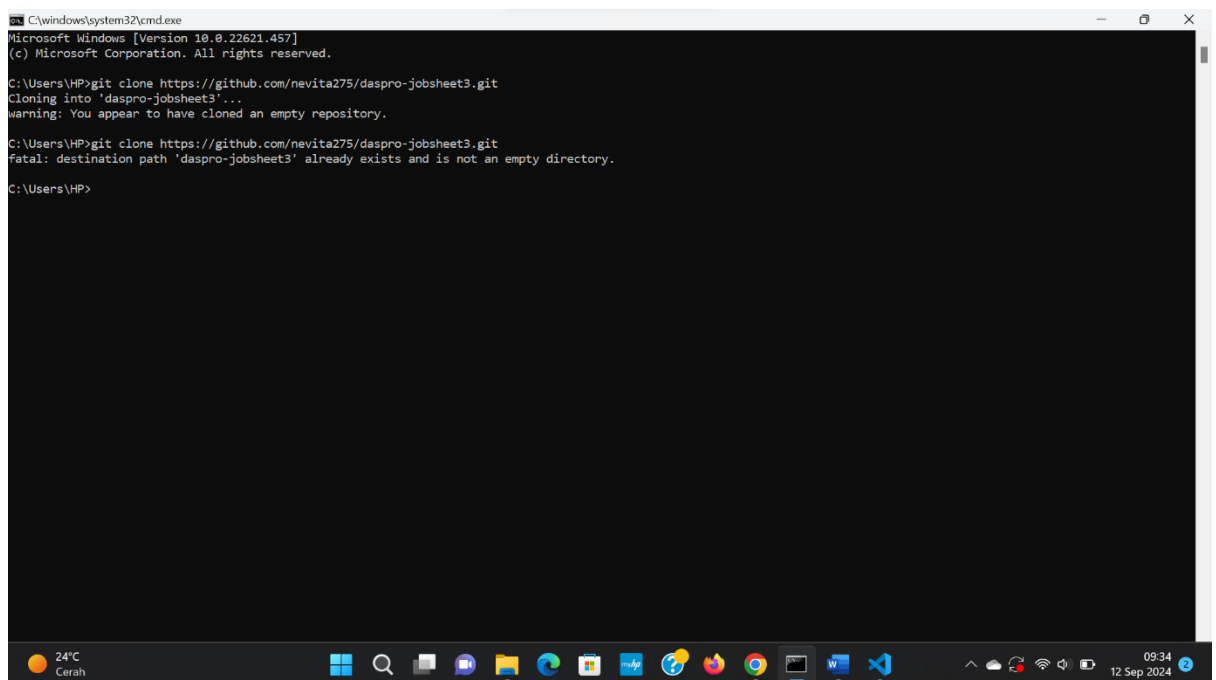 C:\windows\system32\cmd.exe
Microsoft Windows [Version 10.0.22621.457]
(c) Microsoft Corporation. All rights reserved.
C:\Users\HP>git clone https://github.com/nevita275/daspro-jobsheet3.git
Cloning into 'daspro-jobsheet3'...
warning: You appear to have cloned an empty repository.
C:\Users\HP>git clone https://github.com/nevita275/daspro-jobsheet3.git
fatal: destination path 'daspro-jobsheet3' already exists and is not an empty directory.
C:\Users\HP>
24°C
Cerah
myhp
09:34
12 Sep 2024
2